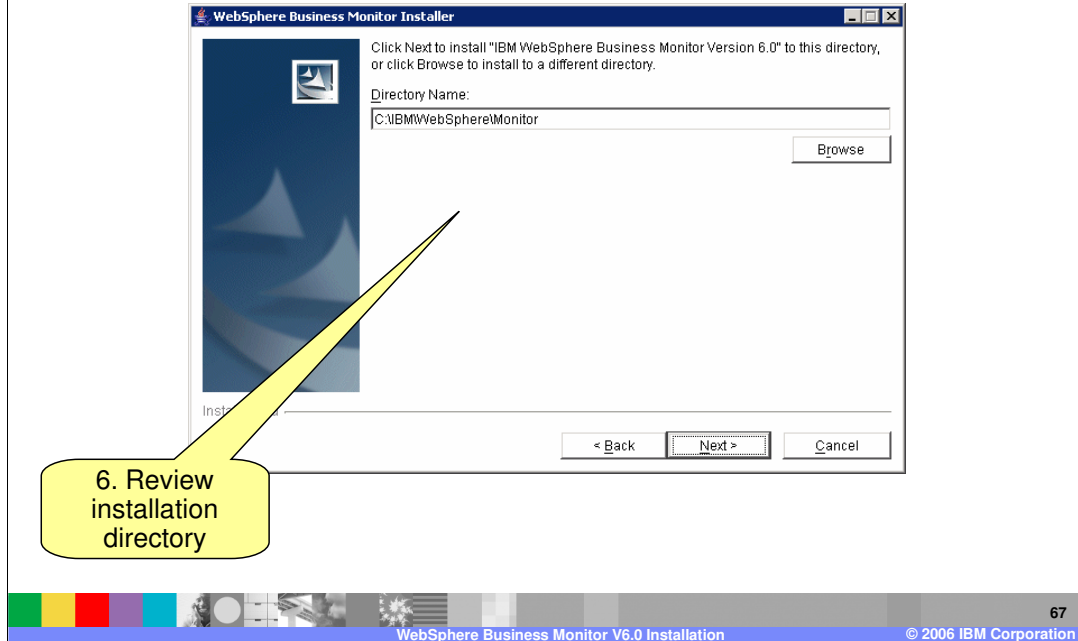 WebSphere Business Monitor Installer
Click Next to install "IBM WebSphere Business Monitor Version 6.0" to this directory,
or click Browse to install to a different directory.
Directory Name:
C:\IBM\WebSphere\Monitor
Browse
< Back
Next >
Cancel
6. Review
installation
directory
67
WebSphere Business Monitor V6.0 Installation
© 2006 IBM Corporation